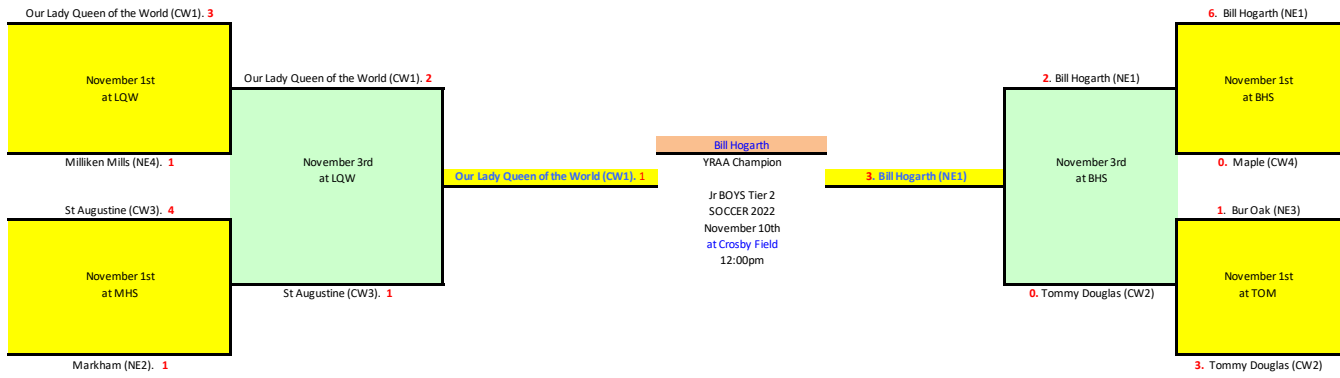 Our Lady Queen of the World (CW1). 3
6. Bill Hogarth (NE1)
November 1st
at LQW
Our Lady Queen of the World (CW1). 2
2. Bill Hogarth (NE1)
November 1st
at BHS
Bill Hogarth
Milliken Mills (NE4). 1
November 3rd
at LQW
YRAA Champion
November 3rd
at BHS
0. Maple (CW4)
Our Lady Queen of the World (CW1). 1
3. Bill Hogarth (NE1)
Jr BOYS Tier 2
SOCCER 2022
November 10th
at Crosby Field
12:00pm
St Augustine (CW3). 4
1. Bur Oak (NE3)
November 1st
at MHS
November 1st
at TOM
St Augustine (CW3). 1
0. Tommy Douglas (CW2)
Markham (NE2). 1
3. Tommy Douglas (CW2)